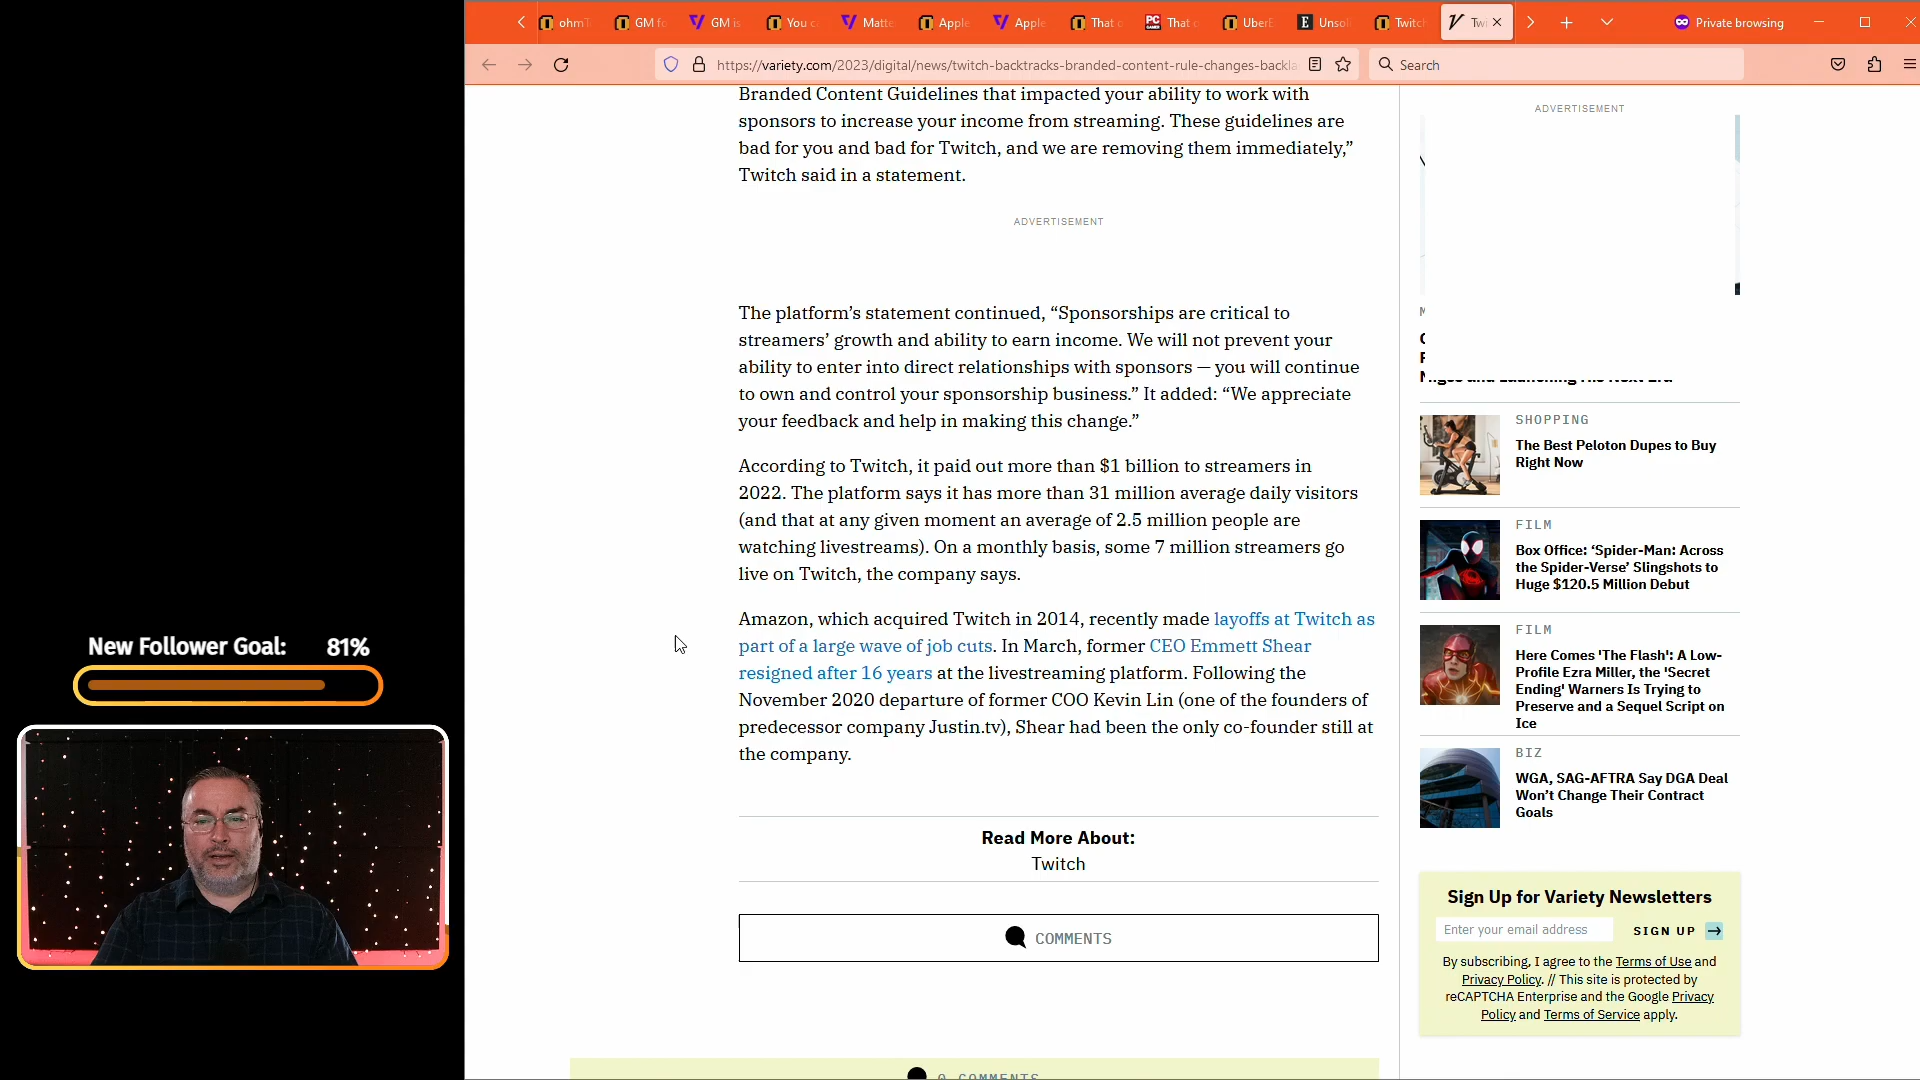 ohm
GM fo
GM is
You c
Matte
Apple
Apple
That o
That o
UberE
Unsol
Twitch
Twi
Private browsing
https://variety.com/2023/digital/news/twitch-backtracks-branded-content-rule-changes-backla
Search
Branded Content Guidelines that impacted your ability to work with
sponsors to increase your income from streaming. These guidelines are
bad for you and bad for Twitch, and we are removing them immediately,”
Twitch said in a statement.
ADVERTISEMENT
The platform’s statement continued, “Sponsorships are critical to
streamers’ growth and ability to earn income. We will not prevent your
ability to enter into direct relationships with sponsors — you will continue
to own and control your sponsorship business.” It added: “We appreciate
your feedback and help in making this change.”
According to Twitch, it paid out more than $1 billion to streamers in
2022. The platform says it has more than 31 million average daily visitors
(and that at any given moment an average of 2.5 million people are
watching livestreams). On a monthly basis, some 7 million streamers go
live on Twitch, the company says.
Amazon, which acquired Twitch in 2014, recently made layoffs at Twitch as
part of a large wave of job cuts. In March, former CEO Emmett Shear
resigned after 16 years at the livestreaming platform. Following the
November 2020 departure of former COO Kevin Lin (one of the founders of
predecessor company Justin.tv), Shear had been the only co-founder still at
the company.
Read More About:
Twitch
COMMENTS
0 COMMENTS
ADVERTISEMENT
SHOPPING
The Best Peloton Dupes to Buy
Right Now
FILM
Box Office: ‘Spider-Man: Across
the Spider-Verse’ Slingshots to
Huge $120.5 Million Debut
FILM
Here Comes 'The Flash': A Low-
Profile Ezra Miller, the 'Secret
Ending' Warners Is Trying to
Preserve and a Sequel Script on
Ice
BIZ
WGA, SAG-AFTRA Say DGA Deal
Won’t Change Their Contract
Goals
Sign Up for Variety Newsletters
Enter your email address
SIGN UP
By subscribing, I agree to the Terms of Use and
Privacy Policy. // This site is protected by
reCAPTCHA Enterprise and the Google Privacy
Policy and Terms of Service apply.
New Follower Goal: 81%